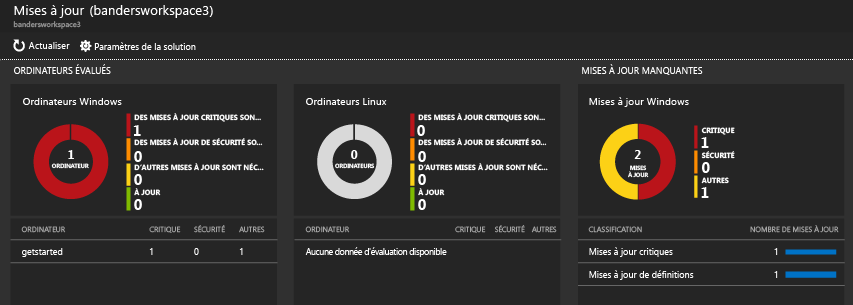 Mises à jour (bandersworkspace3)
bandersworkspace3
Actualiser Paramètres de la solution
ORDINATEURS ÉVALUÉS
Ordinateurs Windows
1
ORDINATEUR
DES MISES À JOUR CRITIQUES SON...
1
DES MISES À JOUR DE SÉCURITÉ SO...
0
D'AUTRES MISES À JOUR SONT NÉC...
0
À JOUR
0
ORDINATEUR CRITIQUE SÉCURITÉ AUTRES
getstarted 1 0 1
Ordinateurs Linux
0
ORDINATEURS
DES MISES À JOUR CRITIQUES SON...
0
DES MISES À JOUR DE SÉCURITÉ SO...
0
D'AUTRES MISES À JOUR SONT NÉC...
0
À JOUR
0
ORDINATEUR CRITIQUE SÉCURITÉ AUTRES
Aucune donnée d'évaluation disponible
MISES À JOUR MANQUANTES
Mises à jour Windows
2
MISES
À JOUR
CRITIQUE
1
SÉCURITÉ
0
AUTRES
1
CLASSIFICATION NOMBRE DE MISES À JOUR
Mises à jour critiques 1
Mises à jour de définitions 1